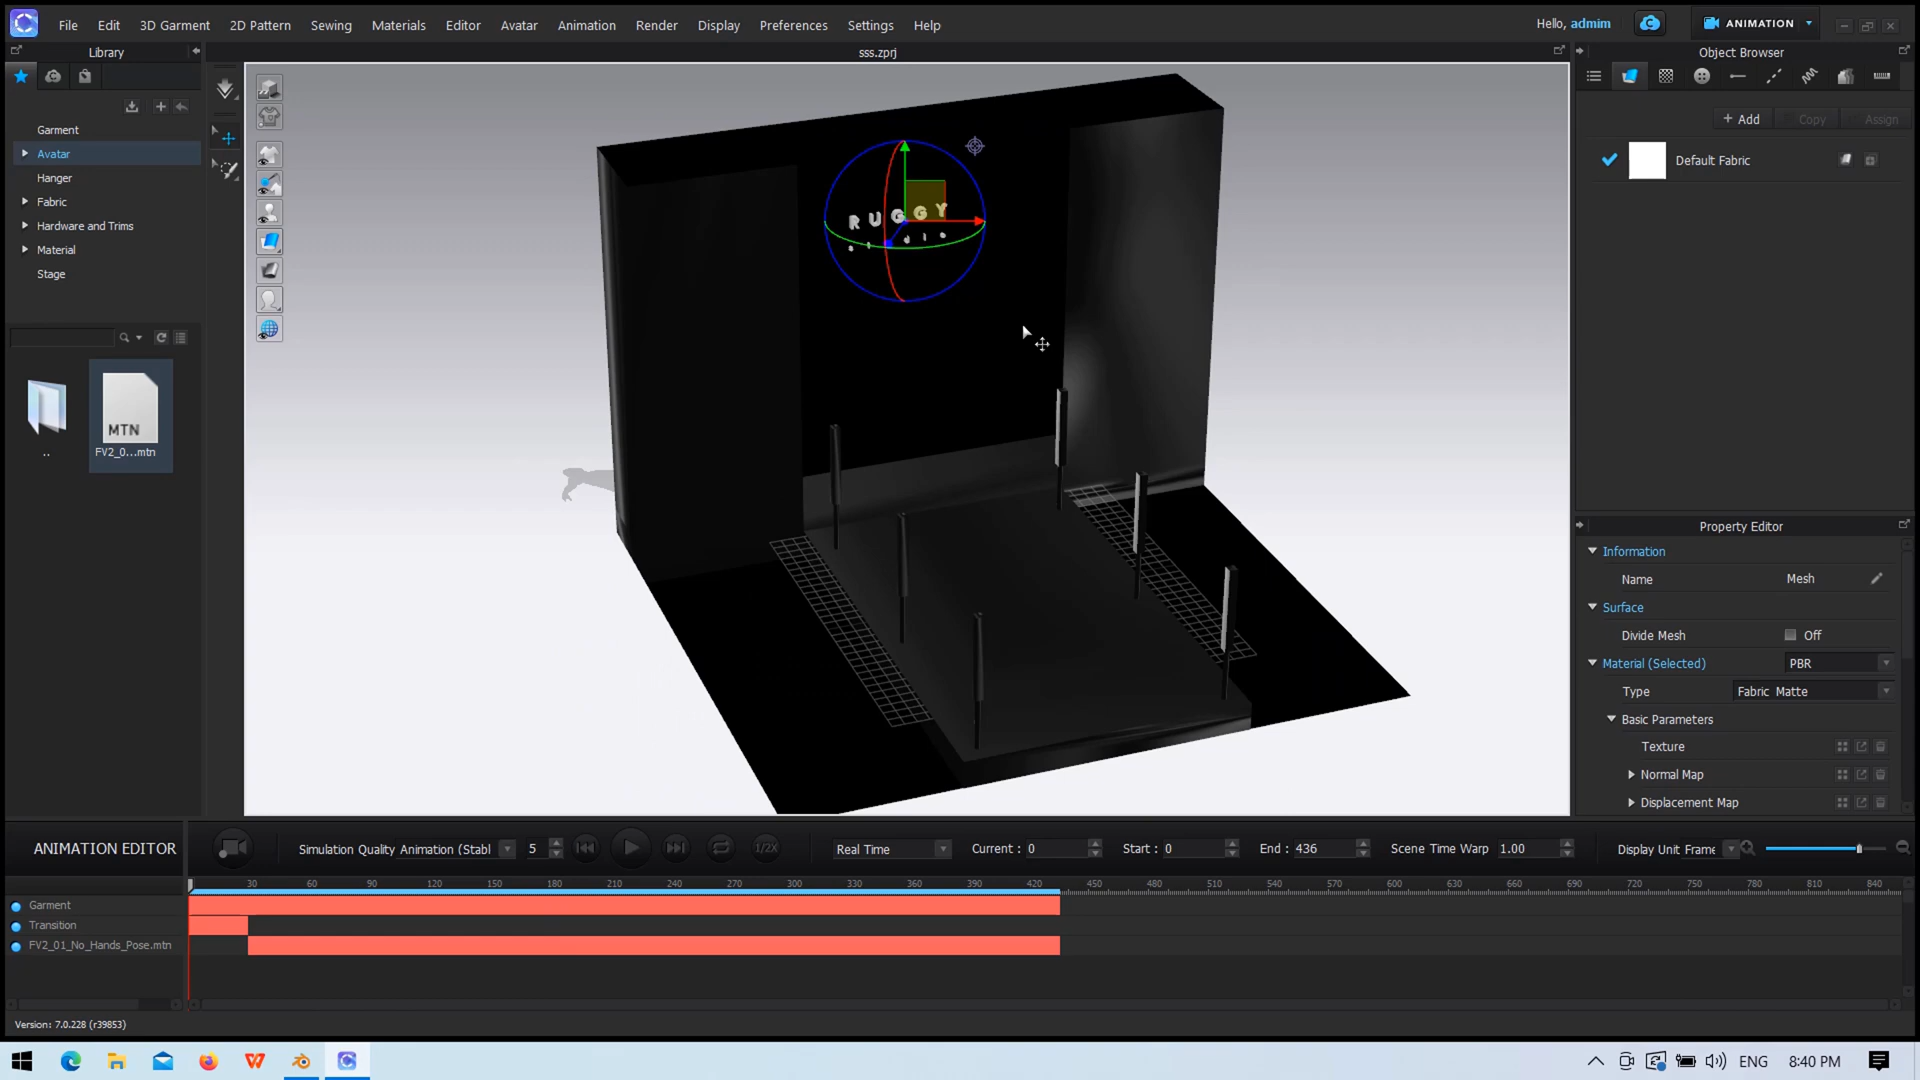 File Edit 3D Garment 2D Pattern Sewing Materials Editor Avatar Animation Render Display Preferences Settings Help
Hello, admim
ANIMATION
Library
sss.zprj
Object Browser
Garment
Avatar
Hanger
Fabric
Hardware and Trims
Material
Stage
+ Add Copy Assign
Default Fabric
RUGGY
MTN
..
FV2_0...mtn
Property Editor
Information
Name Mesh
Surface
Divide Mesh Off
Material (Selected) PBR
Type Fabric Matte
Basic Parameters
Texture
Normal Map
Displacement Map
ANIMATION EDITOR
Simulation Quality Animation (Stabl 5
1/2X
Real Time
Current : 0
Start : 0
End : 436
Scene Time Warp 1.00
Display Unit Frame
30 60 90 120 150 180 210 240 270 300 330 360 390 420 450 480 510 540 570 600 630 660 690 720 750 780 810 840
Garment
Transition
FV2_01_No_Hands_Pose.mtn
Version: 7.0.228 (r39853)
ENG
8:40 PM